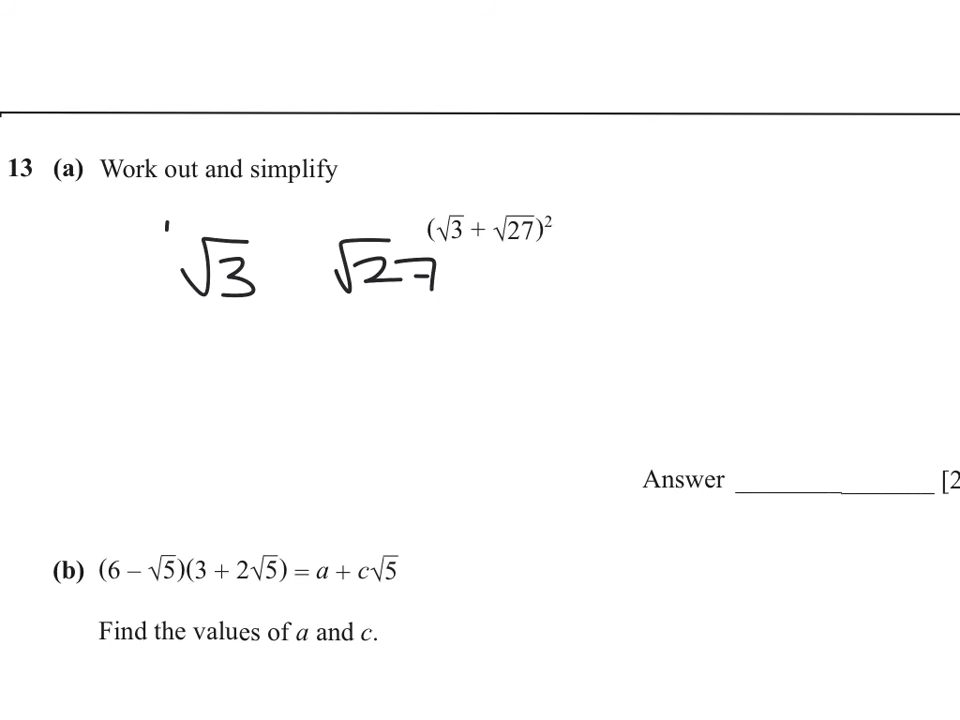 13 (a) Work out and simplify
(√3 + √27)²
√3 √27
Answer ______________ [2
(b) (6 – √5)(3 + 2√5) = a + c√5
Find the values of a and c.